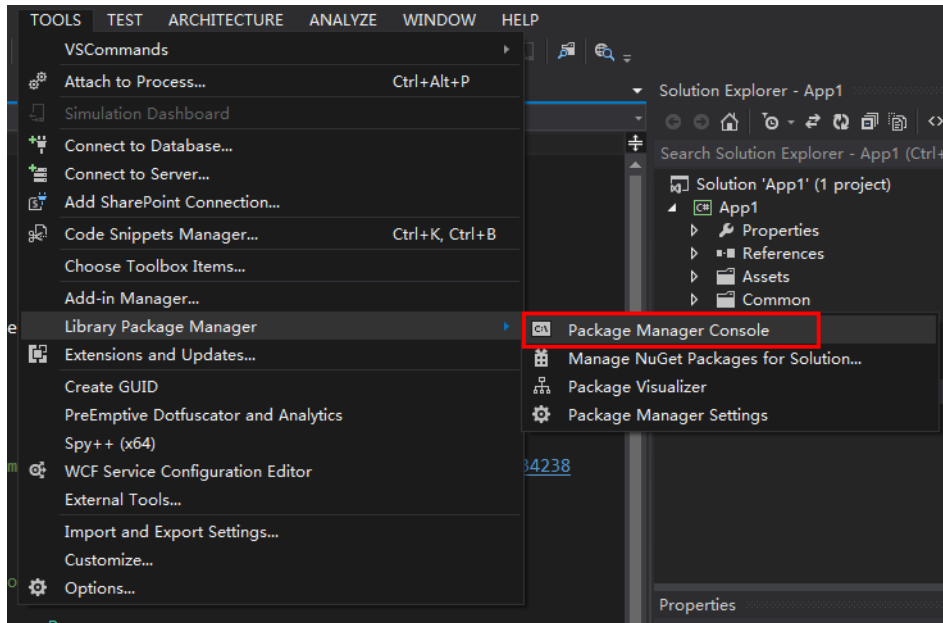 TOOLS TEST ARCHITECTURE ANALYZE WINDOW HELP
VSCommands
Attach to Process... Ctrl+Alt+P
Simulation Dashboard
Connect to Database...
Connect to Server...
Add SharePoint Connection...
Code Snippets Manager... Ctrl+K, Ctrl+B
Choose Toolbox Items...
Add-in Manager...
Library Package Manager
Extensions and Updates...
Create GUID
PreEmptive Dotfuscator and Analytics
Spy++ (x64)
WCF Service Configuration Editor
External Tools...
Import and Export Settings...
Customize...
Options...
Package Manager Console
Manage NuGet Packages for Solution...
Package Visualizer
Package Manager Settings
34238
Solution Explorer - App1
Search Solution Explorer - App1 (Ctrl+
Solution 'App1' (1 project)
C# App1
Properties
References
Assets
Common
Properties